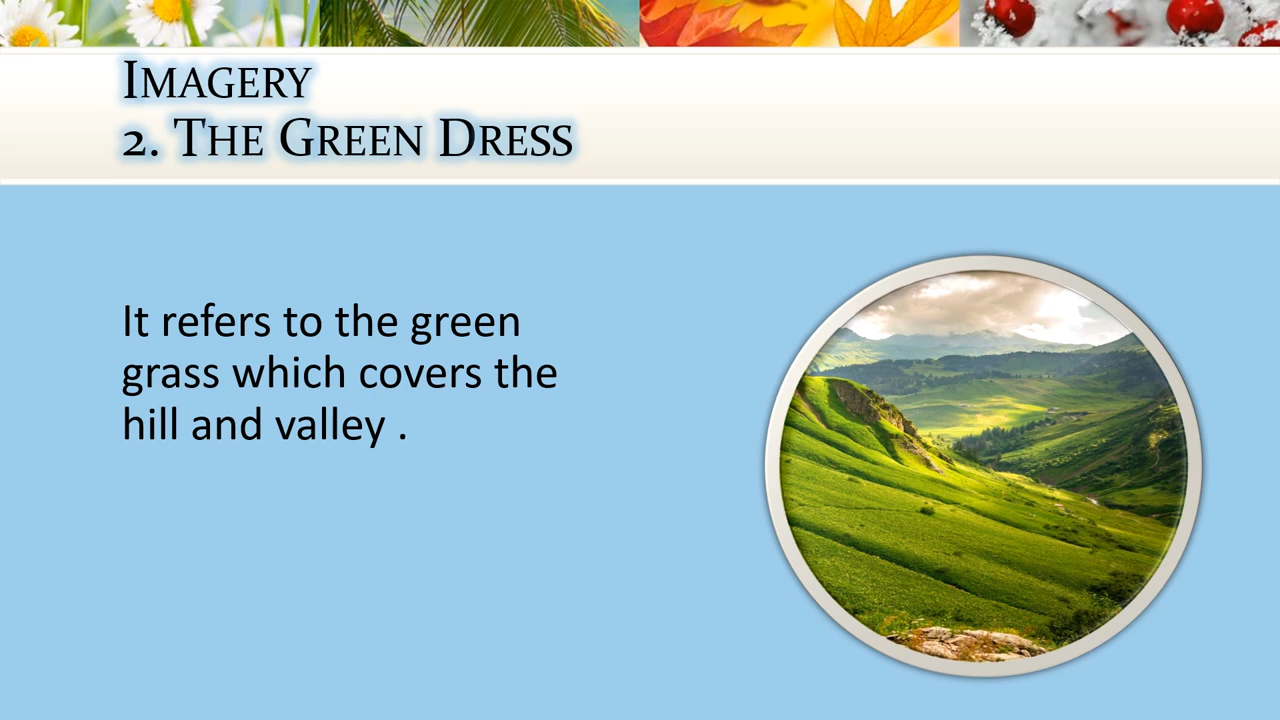 IMAGERY
2. THE GREEN DRESS
It refers to the green
grass which covers the
hill and valley .